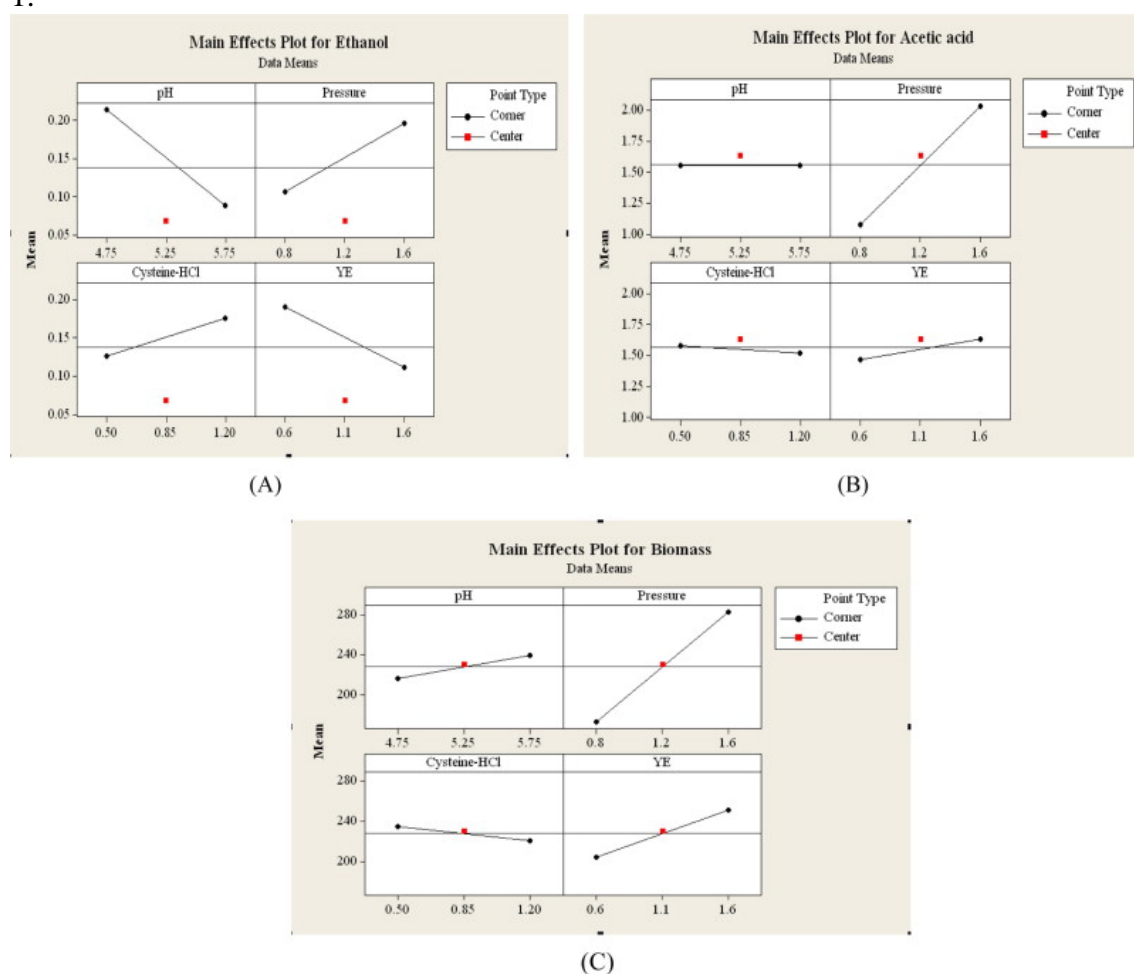 1.
Main Effects Plot for Ethanol
Data Means
pH Pressure
Point Type
Corner
Center
0.20
0.15
0.10
0.05
4.75 5.25 5.75 0.8 1.2 1.6
Mean
Cysteine-HCl YE
0.20
0.15
0.10
0.05
0.50 0.85 1.20 0.6 1.1 1.6
(A)
Main Effects Plot for Acetic acid
Data Means
pH Pressure
Point Type
Corner
Center
2.00
1.75
1.50
1.25
1.00
4.75 5.25 5.75 0.8 1.2 1.6
Mean
Cysteine-HCl YE
2.00
1.75
1.50
1.25
1.00
0.50 0.85 1.20 0.6 1.1 1.6
(B)
Main Effects Plot for Biomass
Data Means
pH Pressure
Point Type
Corner
Center
280
240
200
4.75 5.25 5.75 0.8 1.2 1.6
Mean
Cysteine-HCl YE
280
240
200
0.50 0.85 1.20 0.6 1.1 1.6
(C)